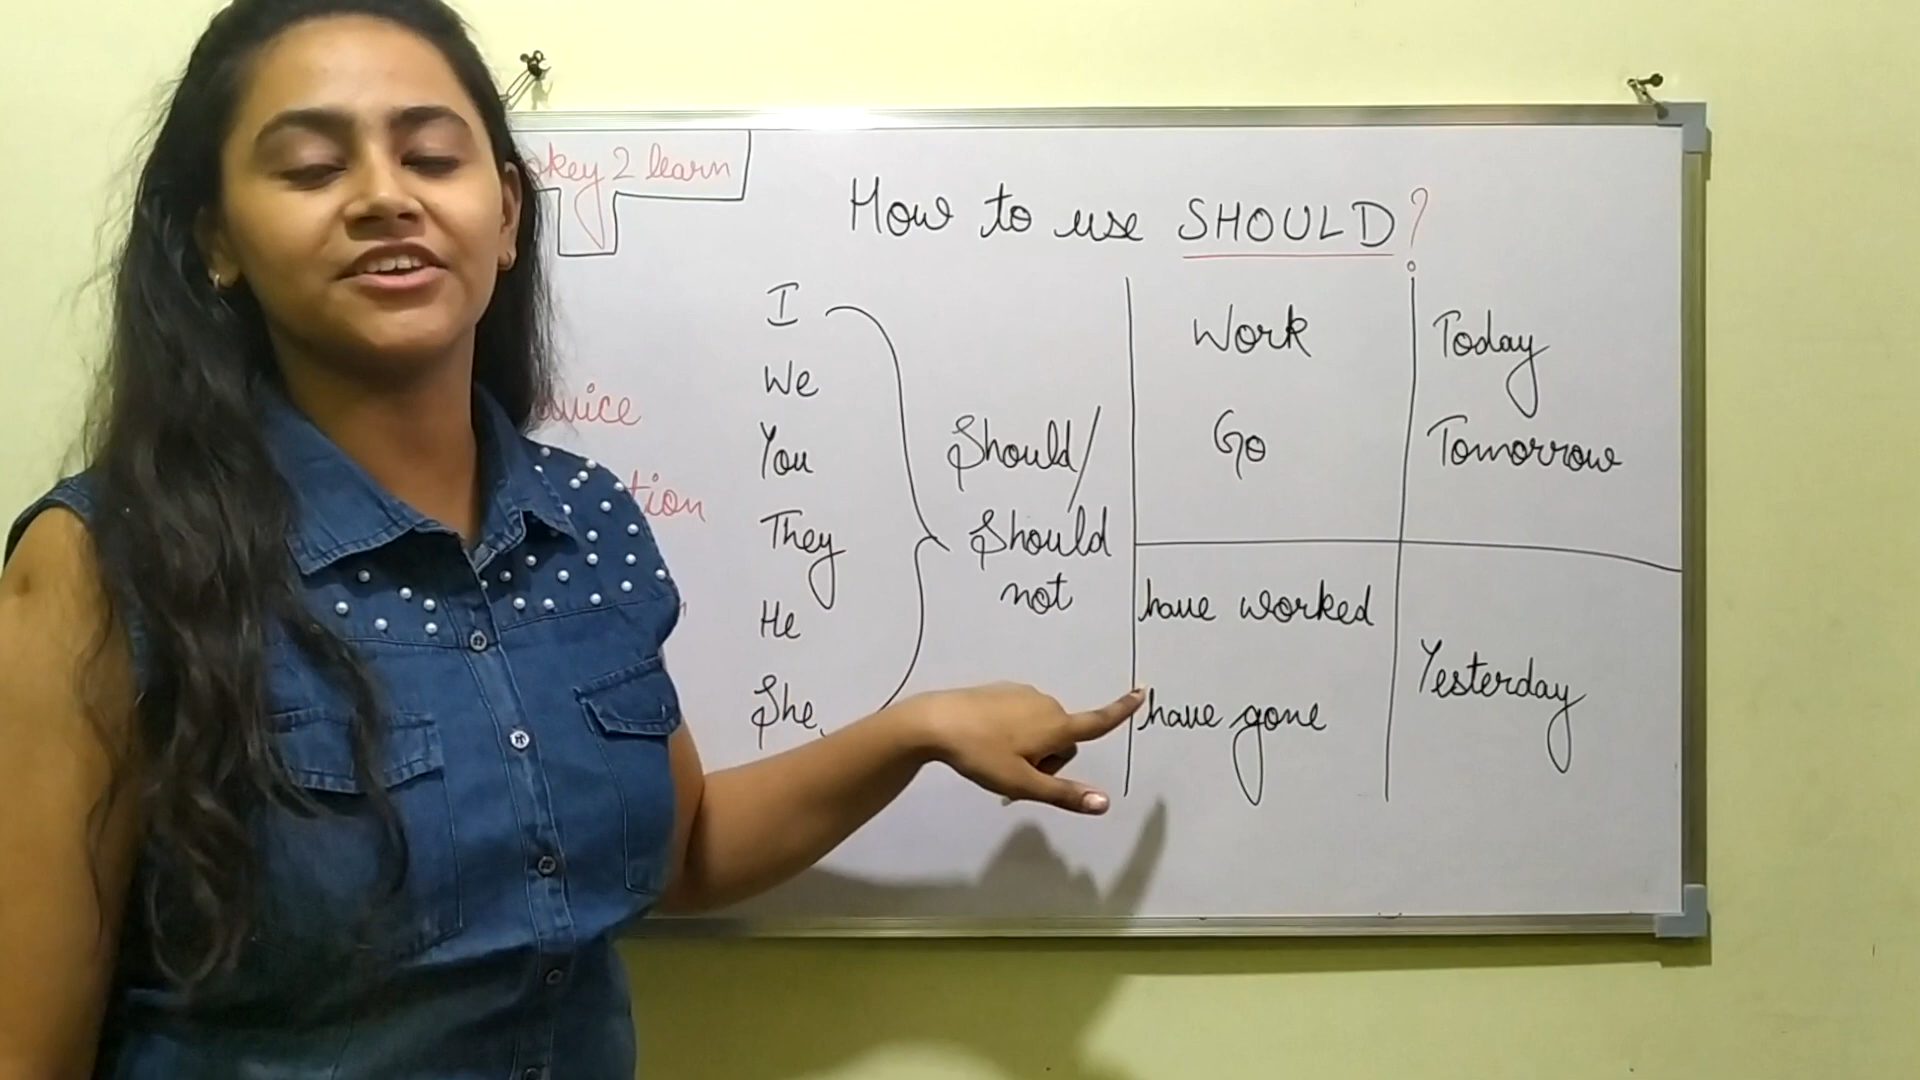 okey 2 learn
How to use SHOULD?
I
We
You
They
He
She
Should/
Should
not
Work
Go
Today
Tomorrow
have worked
have gone
Yesterday